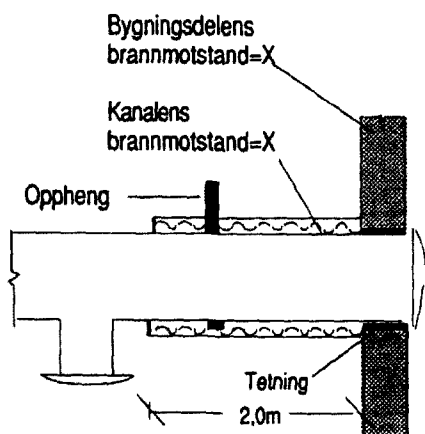 Bygningsdelens
brannmotstand=X
Kanalens
brannmotstand=X
Oppheng
Tetning
2,0m